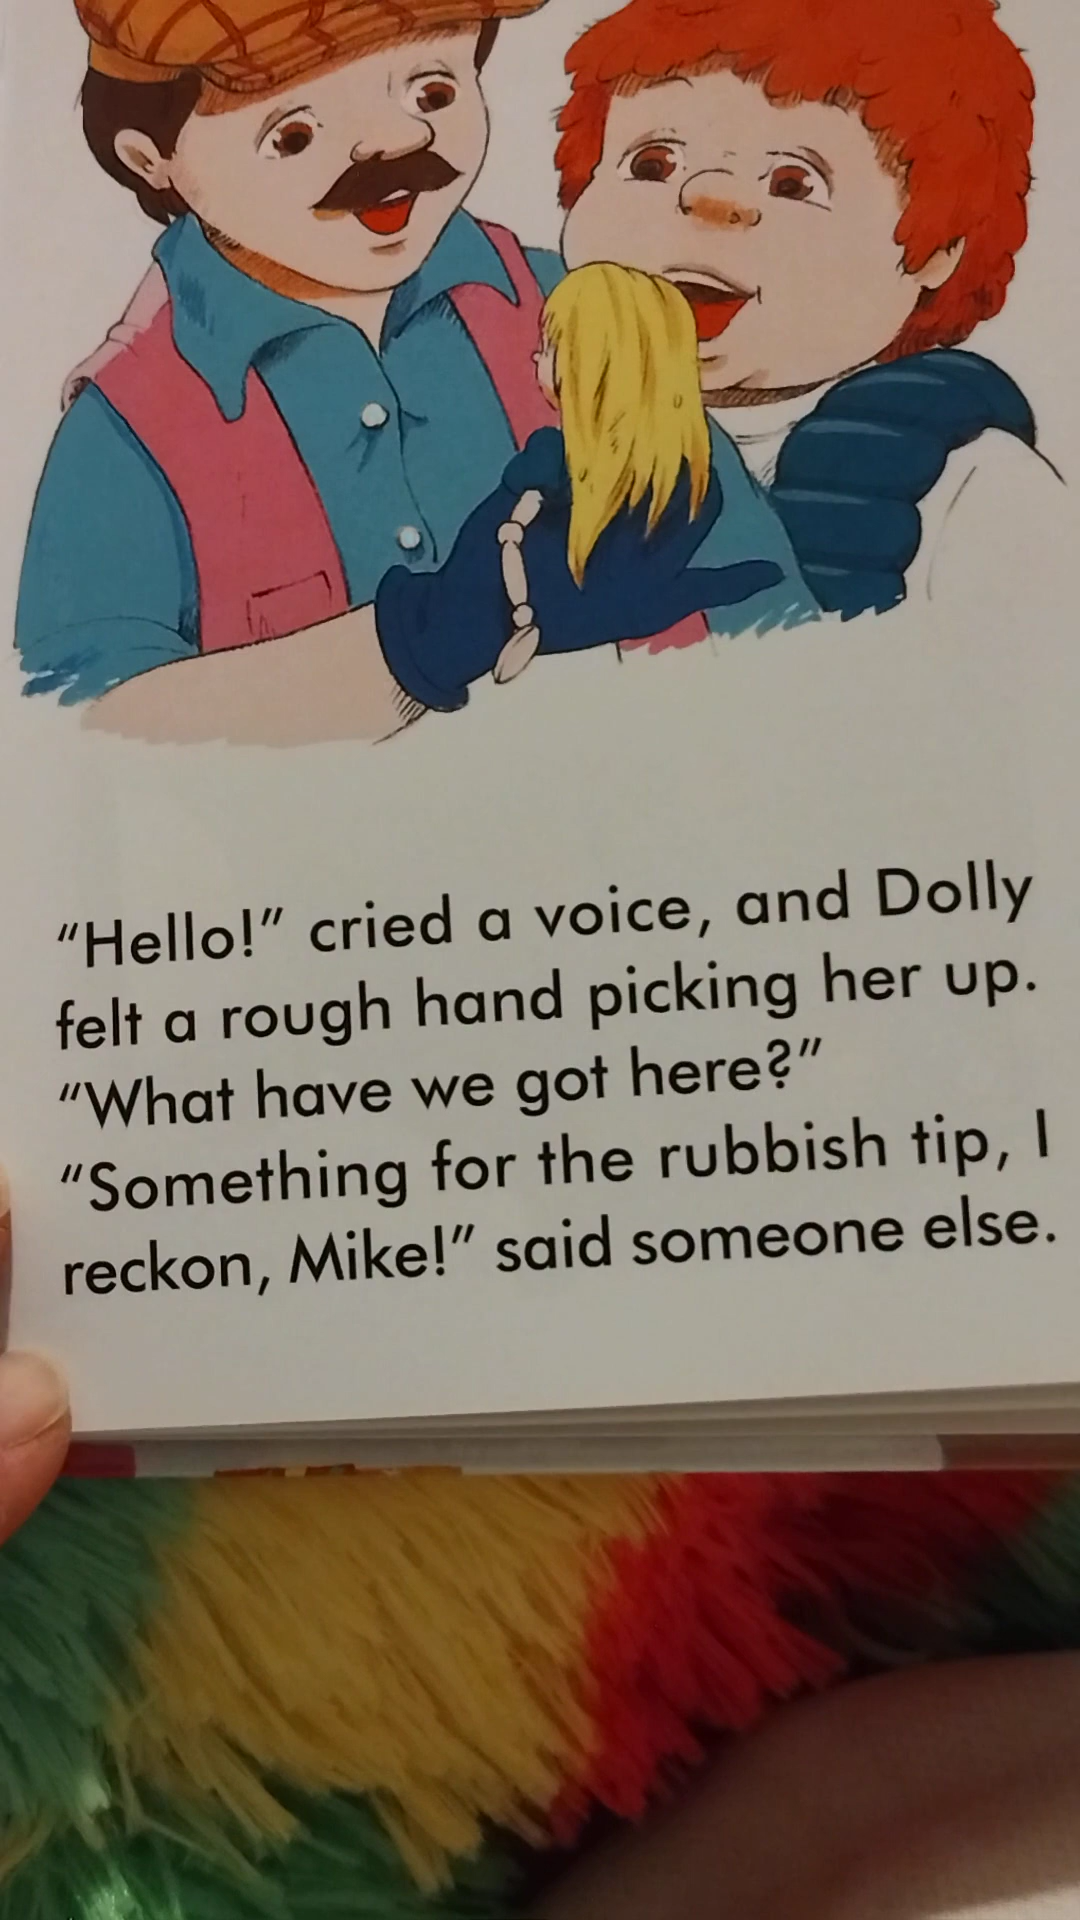 “Hello!” cried a voice, and Dolly
felt a rough hand picking her up.
“What have we got here?”
“Something for the rubbish tip, I
reckon, Mike!” said someone else.